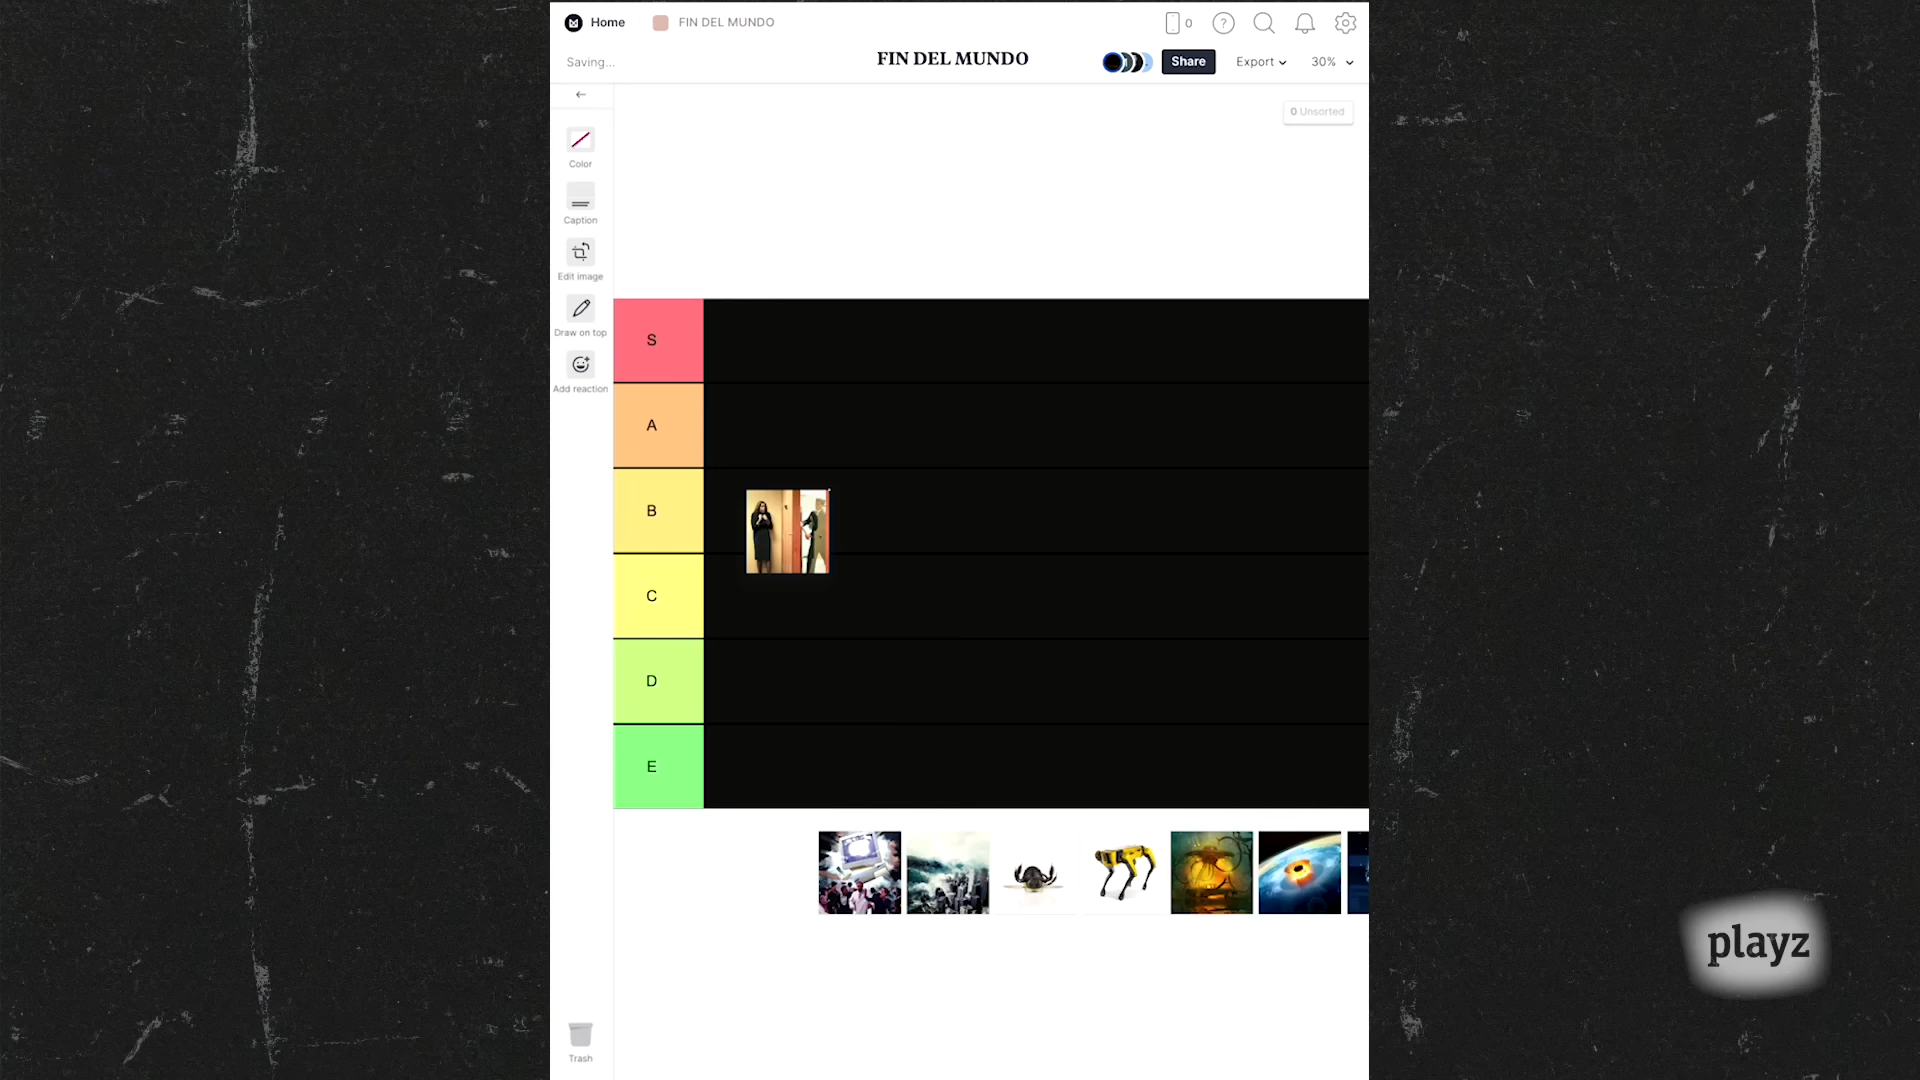 Home
FIN DEL MUNDO
0
?
Saving...
FIN DEL MUNDO
Share
Export
30%
0 Unsorted
Color
Caption
Edit image
Draw on top
Add reaction
S
A
B
C
D
E
playz
Trash